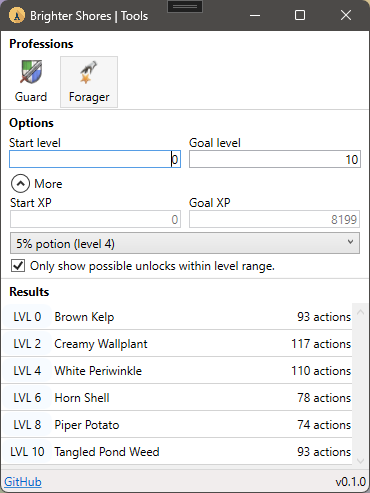 Brighter Shores | Tools
Professions
Guard Forager
Options
Start level Goal level
0 10
More
Start XP Goal XP
0 8199
5% potion (level 4)
Only show possible unlocks within level range.
Results
LVL 0 Brown Kelp 93 actions
LVL 2 Creamy Wallplant 117 actions
LVL 4 White Periwinkle 110 actions
LVL 6 Horn Shell 78 actions
LVL 8 Piper Potato 74 actions
LVL 10 Tangled Pond Weed 93 actions
GitHub v0.1.0